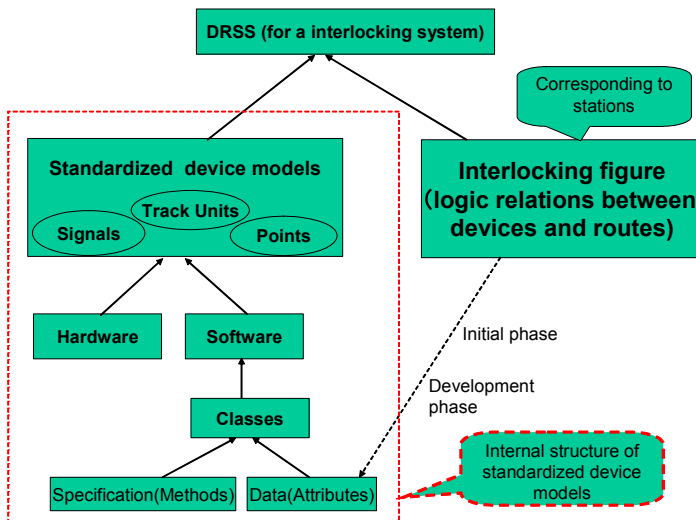 DRSS (for a interlocking system)
Corresponding to
stations
Standardized device models
Track Units
Signals
Points
Interlocking figure
(logic relations between
devices and routes)
Hardware
Software
Initial phase
Development
phase
Classes
Specification(Methods)
Data(Attributes)
Internal structure of
standardized device
models